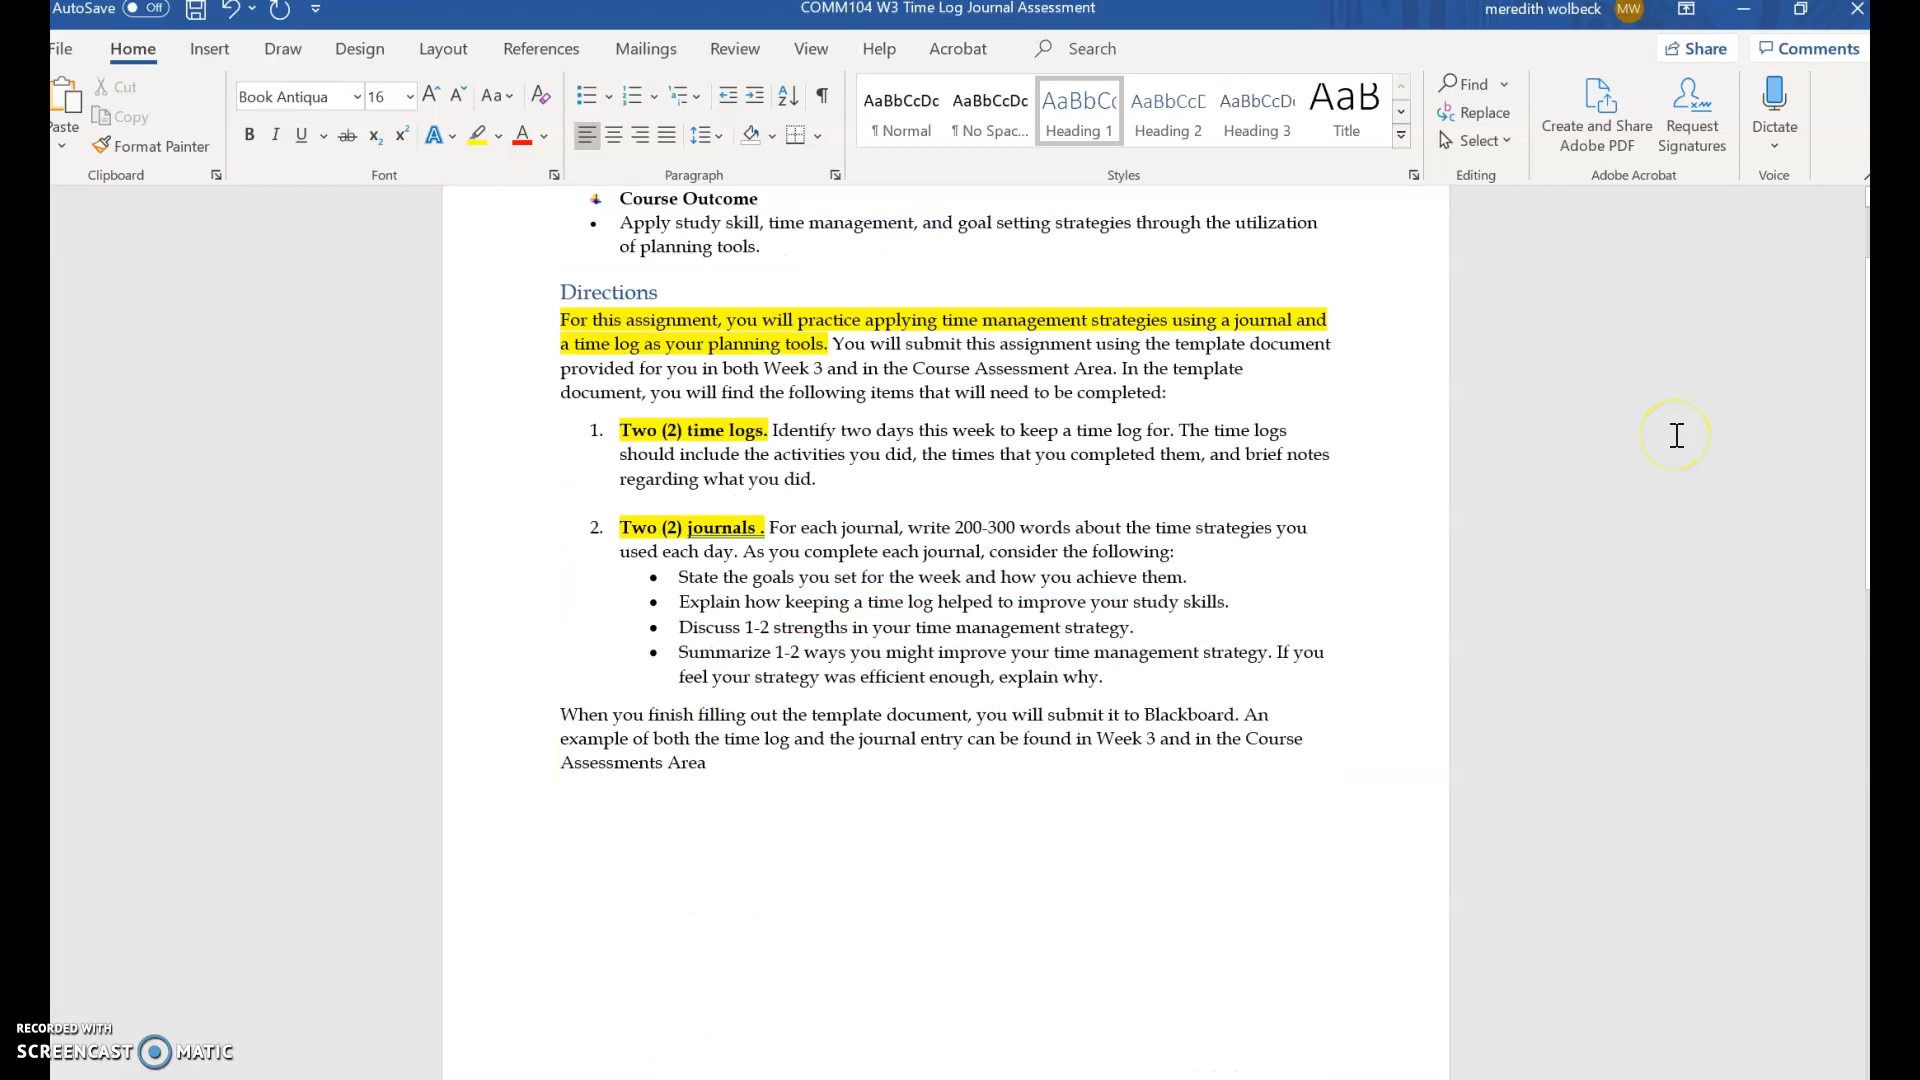 AutoSave Off COMM104 W3 Time Log Journal Assessment meredith wolbeck MW
File Home Insert Draw Design Layout References Mailings Review View Help Acrobat Search Share Comments
Cut
Copy
Paste
Format Painter
Book Antiqua 16
AaBbCcDc AaBbCcDc AaBbCc AaBbCcD AaBbCcD AaB
¶ Normal ¶ No Spac... Heading 1 Heading 2 Heading 3 Title
Find
Replace
Select
Create and Share
Adobe PDF
Request
Signatures
Dictate
Clipboard Font Paragraph Styles Editing Adobe Acrobat Voice
Course Outcome
• Apply study skill, time management, and goal setting strategies through the utilization
of planning tools.
Directions
For this assignment, you will practice applying time management strategies using a journal and
a time log as your planning tools. You will submit this assignment using the template document
provided for you in both Week 3 and in the Course Assessment Area. In the template
document, you will find the following items that will need to be completed:
1. Two (2) time logs. Identify two days this week to keep a time log for. The time logs
should include the activities you did, the times that you completed them, and brief notes
regarding what you did.
2. Two (2) journals . For each journal, write 200-300 words about the time strategies you
used each day. As you complete each journal, consider the following:
• State the goals you set for the week and how you achieve them.
• Explain how keeping a time log helped to improve your study skills.
• Discuss 1-2 strengths in your time management strategy.
• Summarize 1-2 ways you might improve your time management strategy. If you
feel your strategy was efficient enough, explain why.
When you finish filling out the template document, you will submit it to Blackboard. An
example of both the time log and the journal entry can be found in Week 3 and in the Course
Assessments Area
RECORDED WITH
SCREENCAST MATIC